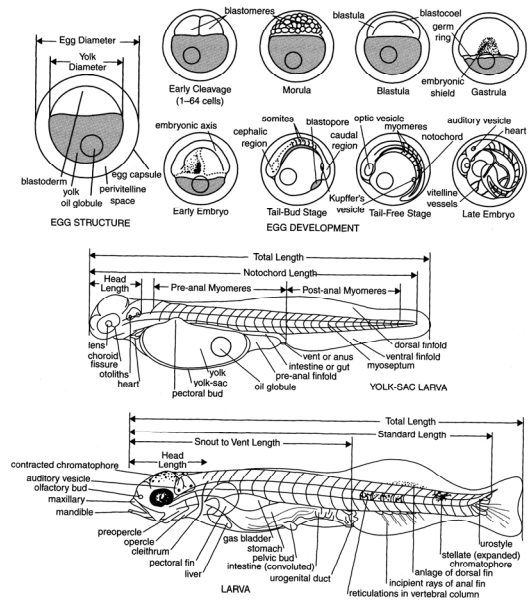 Egg Diameter
Yolk
Diameter
blastoderm
yolk
oil globule
perivitelline
space
egg capsule
EGG STRUCTURE
blastomeres
Early Cleavage
(1–64 cells)
Morula
blastula
blastocoel
Blastula
germ
ring
embryonic
shield
Gastrula
embryonic axis
Early Embryo
cephalic
region
somites
blastopore
caudal
region
Kupffer's
vesicle
Tail-Bud Stage
optic vesicle
myomeres
notochord
Tail-Free Stage
auditory vesicle
heart
vitelline
vessels
Late Embryo
EGG DEVELOPMENT
Total Length
Notochord Length
Head
Length
Pre-anal Myomeres
Post-anal Myomeres
lens
choroid
fissure
otoliths
heart
pectoral bud
yolk-sac
yolk
oil globule
pre-anal finfold
intestine or gut
vent or anus
myoseptum
ventral finfold
dorsal finfold
YOLK-SAC LARVA
Total Length
Standard Length
Snout to Vent Length
Head
Length
contracted chromatophore
auditory vesicle
olfactory bud
maxillary
mandible
preopercle
opercle
cleithrum
pectoral fin
liver
gas bladder
stomach
pelvic bud
intestine (convoluted)
urogenital duct
urostyle
stellate (expanded)
chromatophore
anlage of dorsal fin
incipient rays of anal fin
reticulations in vertebral column
LARVA